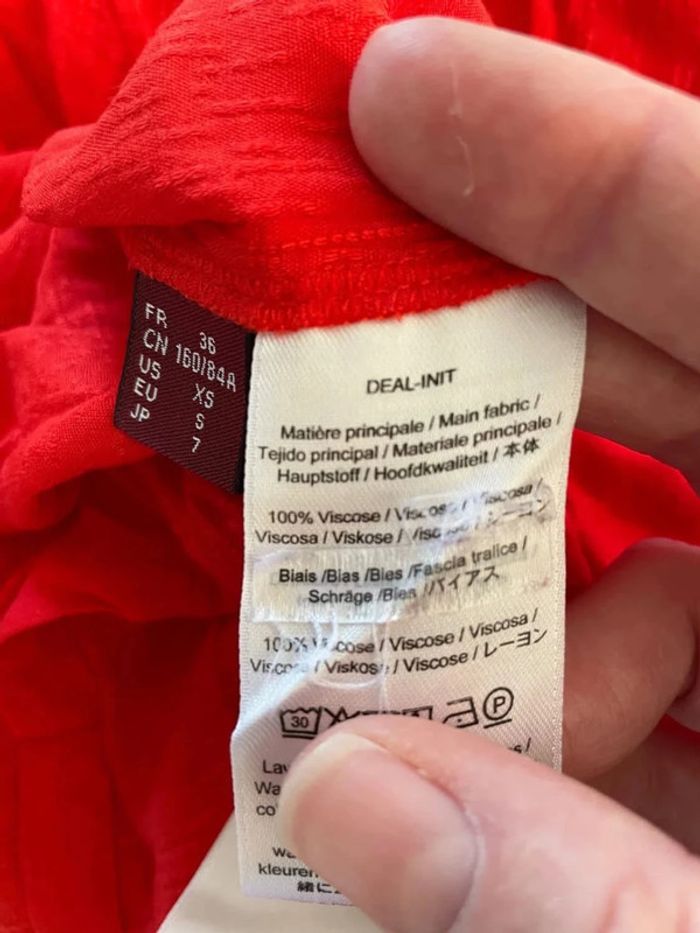 FR 36
CN 160/84A
US XS
EU S
JP 7
DEAL-INIT
Matière principale / Main fabric /
Tejido principal / Materiale principale /
Hauptstoff / Hoofdkwaliteit / 本体
100% Viscose / Viscose / Viscosa /
Viscosa / Viskose / Viscose / レーヨン
Biais /Bias /Bies /Fascia tralice /
Schräge /Bies /バイアス
100% Viscose / Viscose / Viscosa /
Viscosa / Viskose / Viscose / レーヨン
30 P
kleuren